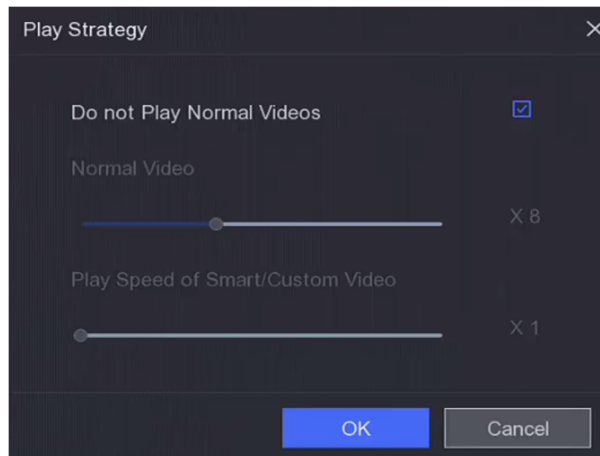 Play Strategy
Do not Play Normal Videos
Normal Video
X 8
Play Speed of Smart/Custom Video
X 1
OK
Cancel